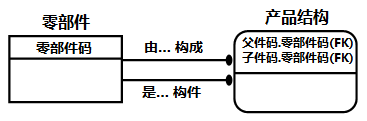 零部件
零部件码
由... 构成
是... 构件
产品结构
父件码.零部件码(FK)
子件码.零部件码(FK)